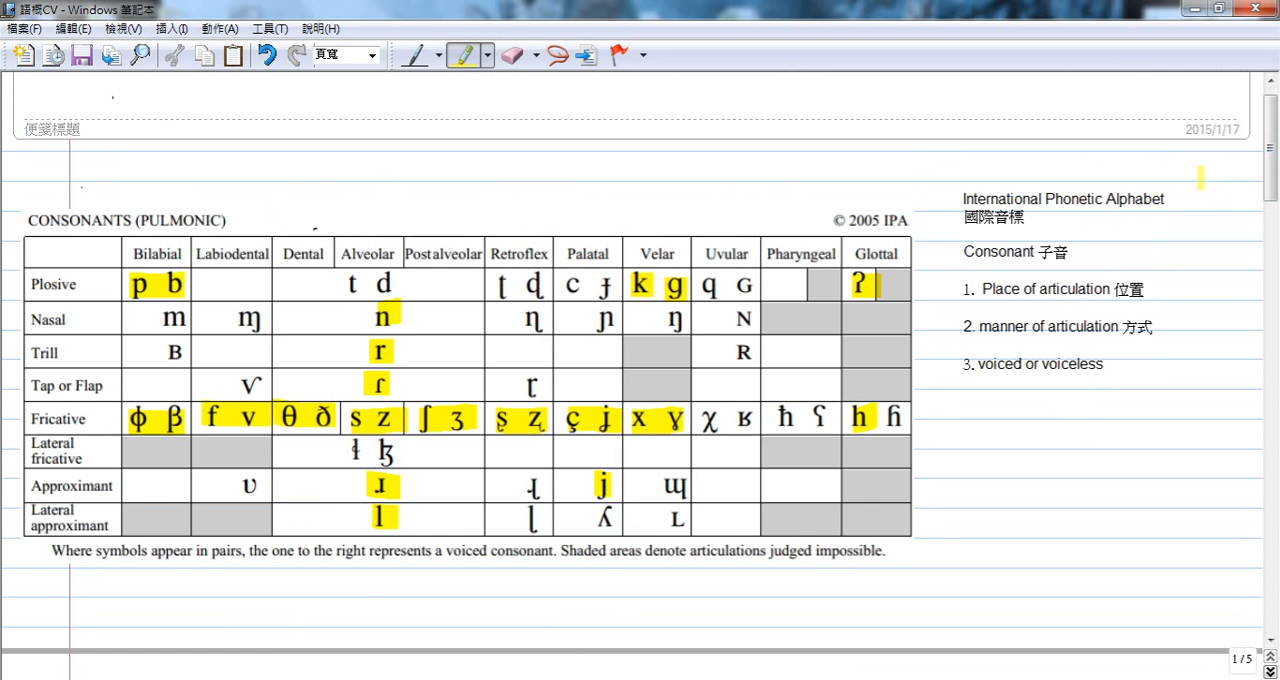 語概CV - Windows 筆記本
檔案(F) 編輯(E) 檢視(V) 插入(I) 動作(A) 工具(T) 說明(H)
頁寬
便箋標題
2015/1/17
CONSONANTS (PULMONIC) © 2005 IPA
Bilabial Labiodental Dental Alveolar Postalveolar Retroflex Palatal Velar Uvular Pharyngeal Glottal
Plosive p b t d ʈ ɖ c ɟ k ɡ q ɢ ʔ
Nasal m ɱ n ɳ ɲ ŋ ɴ
Trill ʙ r ʀ
Tap or Flap ⱱ ɾ ɽ
Fricative ɸ β f v θ ð s z ʃ ʒ ʂ ʐ ç ʝ x ɣ χ ʁ ħ ʕ h ɦ
Lateral
fricative ɬ ɮ
Approximant ʋ ɹ ɻ j ɰ
Lateral
approximant l ɭ ʎ ʟ
Where symbols appear in pairs, the one to the right represents a voiced consonant. Shaded areas denote articulations judged impossible.
International Phonetic Alphabet
國際音標
Consonant 子音
1. Place of articulation 位置
2. manner of articulation 方式
3. voiced or voiceless
1 / 5